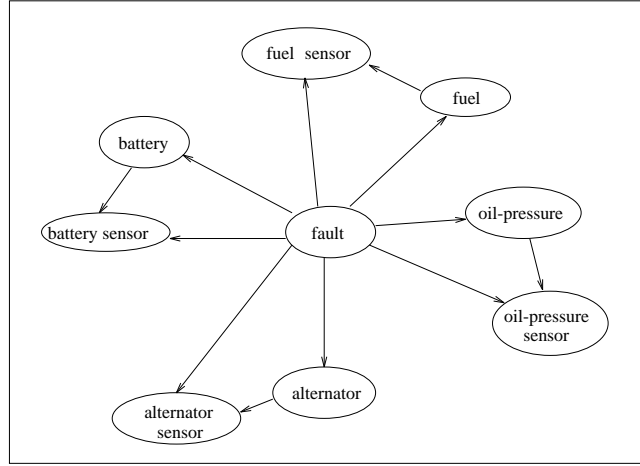 fuel sensor
fuel
battery
oil-pressure
battery sensor
fault
oil-pressure
sensor
alternator
alternator
sensor